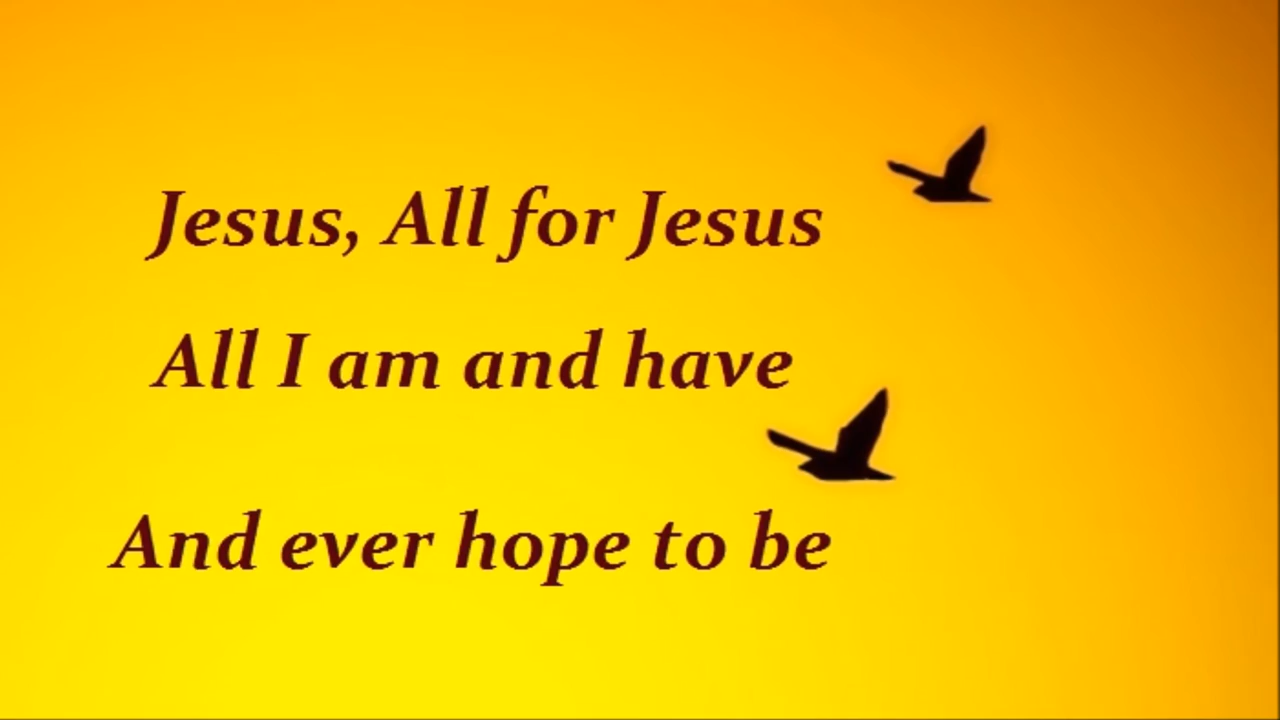 Jesus, All for Jesus
All I am and have
And ever hope to be